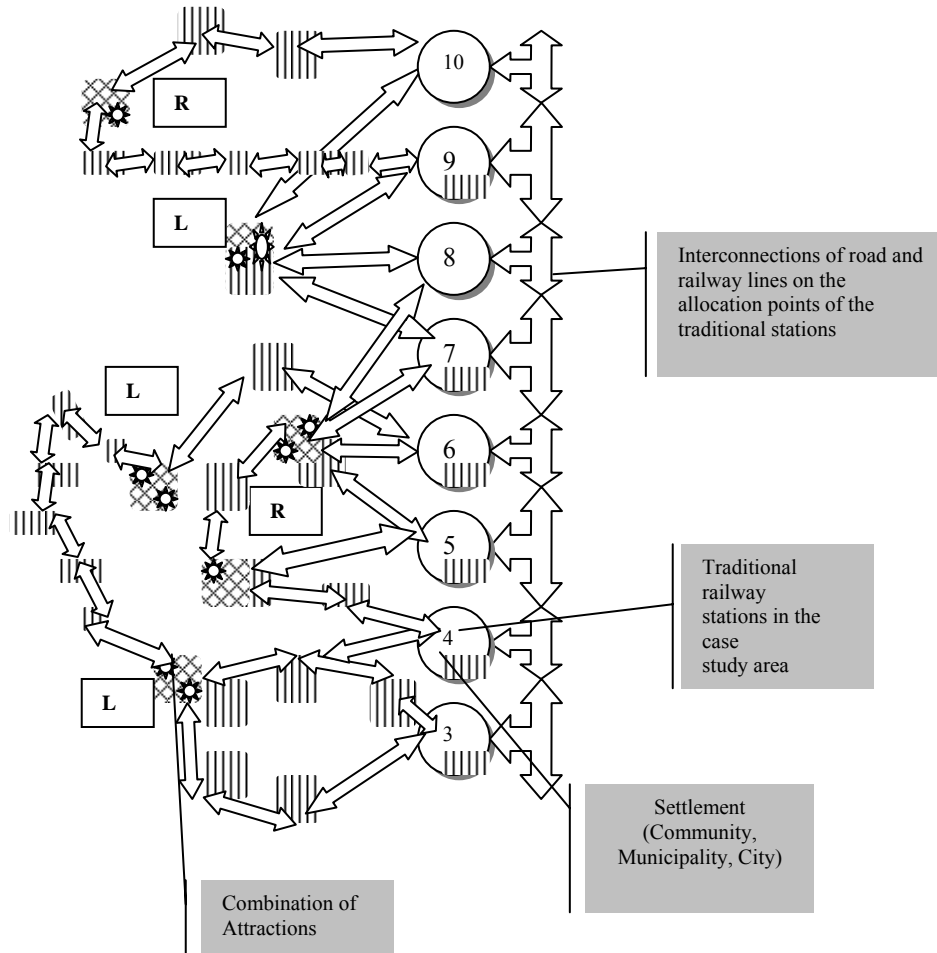 10
R
9
L
8
Interconnections of road and
railway lines on the
allocation points of the
traditional stations
7
L
6
R
5
Traditional
railway
stations in the
case
study area
4
L
3
Settlement
(Community,
Municipality, City)
Combination of
Attractions